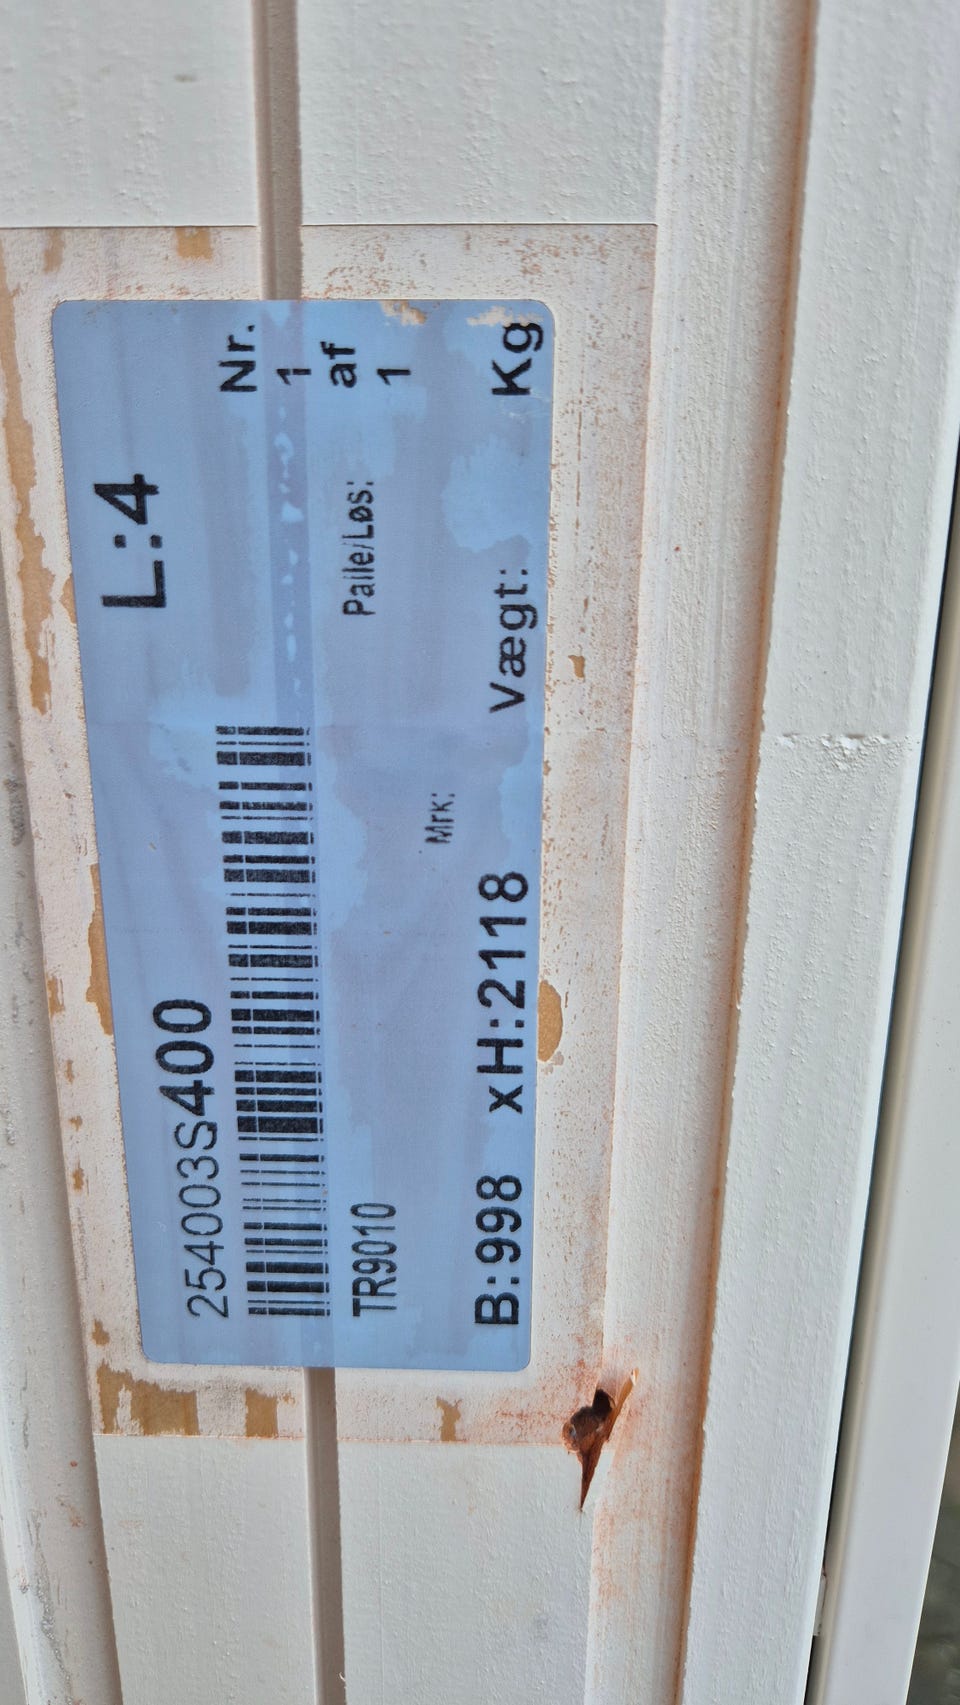 L:4
254003S400
Nr.
1
af
1
TR9010
Palle/Løs:
Mrk:
B:998 xH:2118 Vægt: Kg